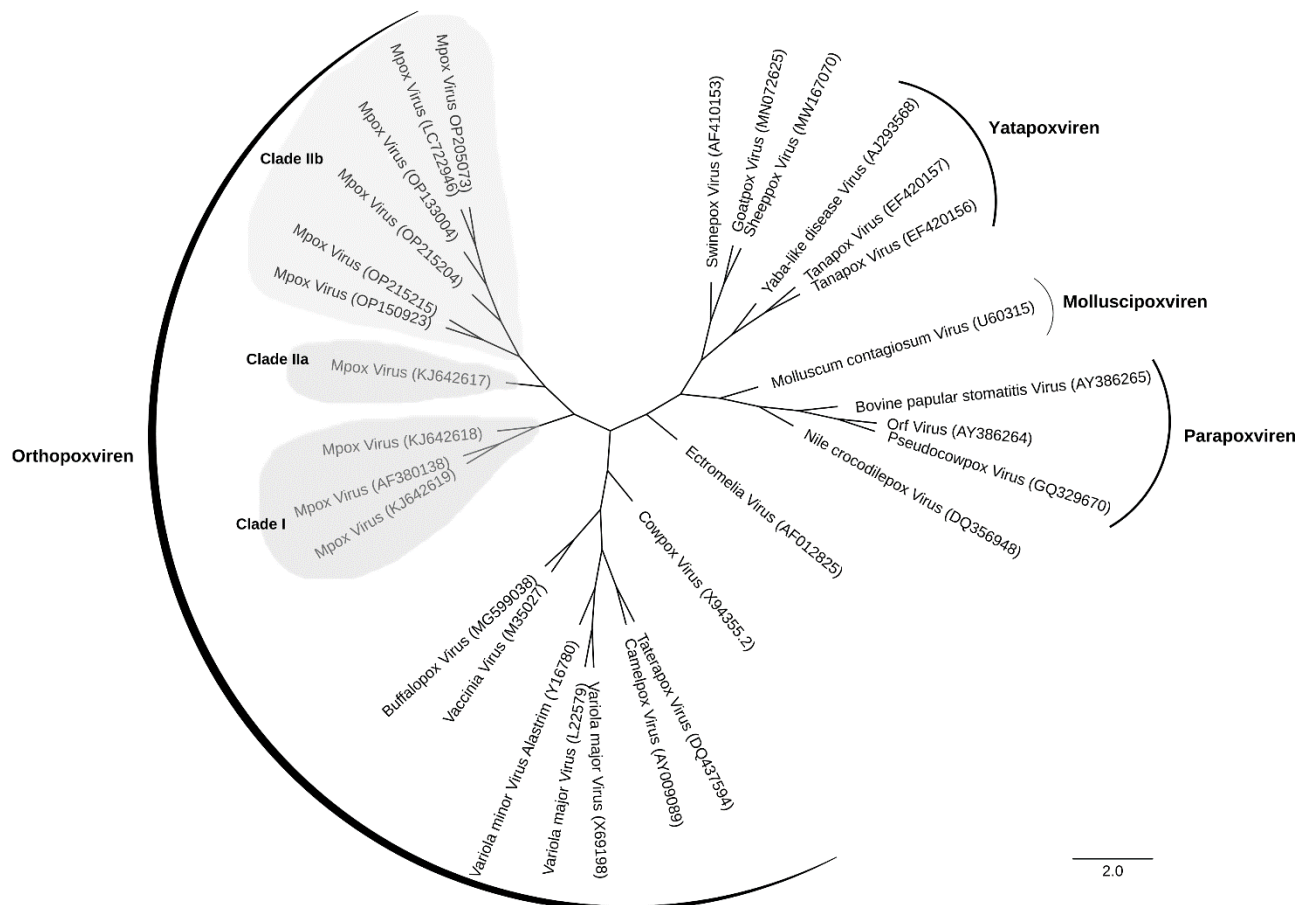 Orthopoxviren
Clade IIb
Mpox Virus OP205073)
Mpox Virus (LC722946)
Mpox Virus (OP133004)
Mpox Virus (OP215204)
Mpox Virus (OP215215)
Mpox Virus (OP150923)
Clade IIa
Mpox Virus (KJ642617)
Clade I
Mpox Virus (KJ642618)
Mpox Virus (AF380138)
Mpox Virus (KJ642619)
Buffalopox Virus (MG599038)
Vaccinia Virus (M35027)
Variola minor Virus Alastrim (Y16780)
Variola major Virus (L22579)
Variola major Virus (X69198)
Camelpox Virus (AY009089)
Taterapox Virus (DQ437594)
Cowpox Virus (X94355.2)
Ectromelia Virus (AF012825)
Nile crocodilepox Virus (DQ356948)
Pseudocowpox Virus (GQ329670)
Orf Virus (AY386264)
Bovine papular stomatitis Virus (AY386265)
Parapoxviren
Molluscum contagiosum Virus (U60315)
Molluscipoxviren
Tanapox Virus (EF420156)
Tanapox Virus (EF420157)
Yaba-like disease Virus (AJ293568)
Yatapoxviren
Sheeppox Virus (MW167070)
Goatpox Virus (MN072625)
Swinepox Virus (AF410153)
2.0